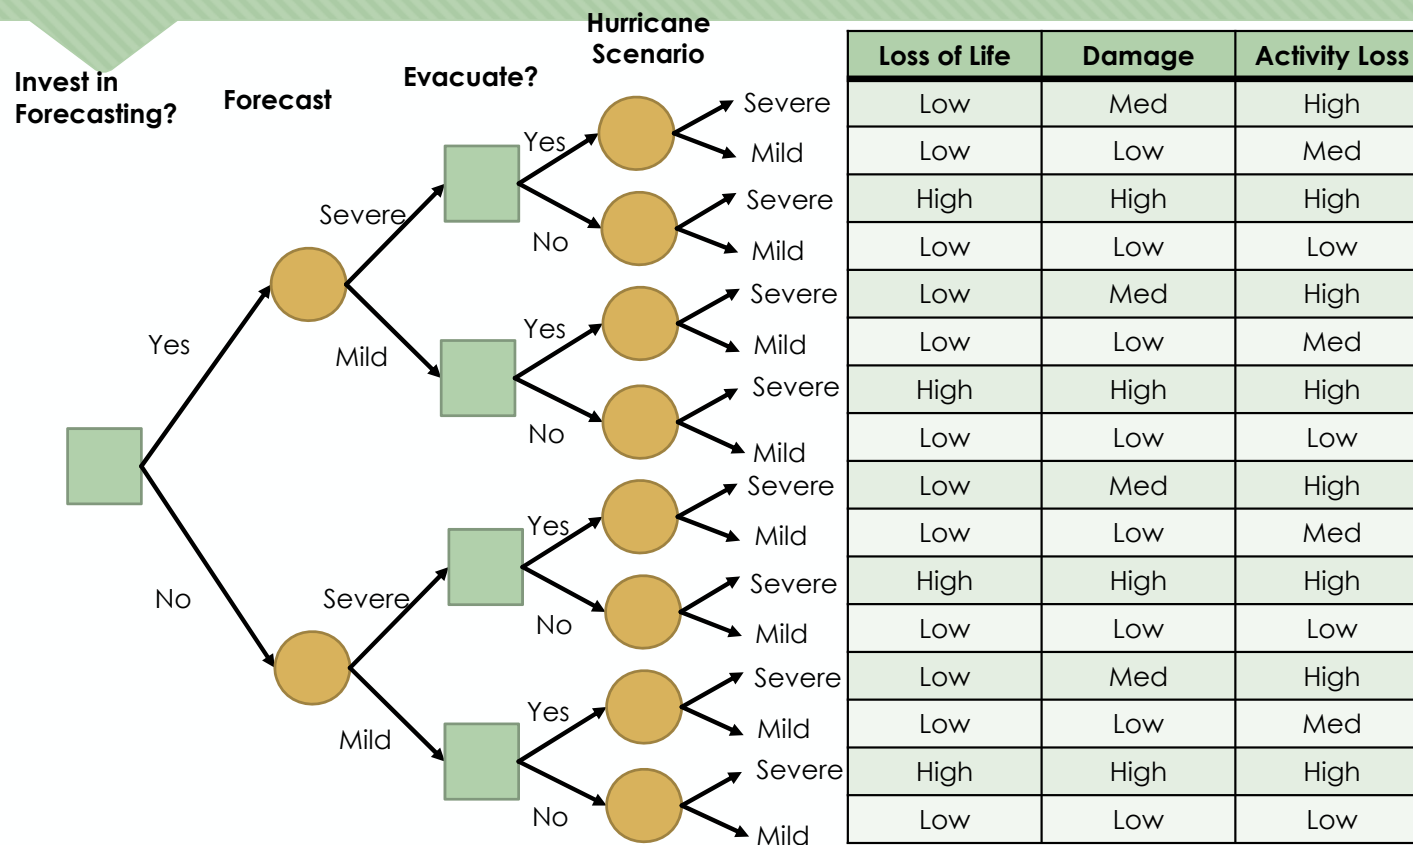 Hurricane
Scenario
Invest in
Forecasting?
Forecast
Evacuate?
Loss of Life Damage Activity Loss
Severe
Low Med High
Yes
Mild
Low Low Med
Severe
Severe
High High High
No
Mild
Low Low Low
Severe
Low Med High
Yes
Yes
Mild
Mild
Low Low Med
Severe
High High High
No
Mild
Low Low Low
Severe
Low Med High
Yes
Mild
Low Low Med
No
Severe
Severe
High High High
No
Mild
Low Low Low
Severe
Low Med High
Yes
Mild
Mild
Low Low Med
Severe
High High High
No
Mild
Low Low Low